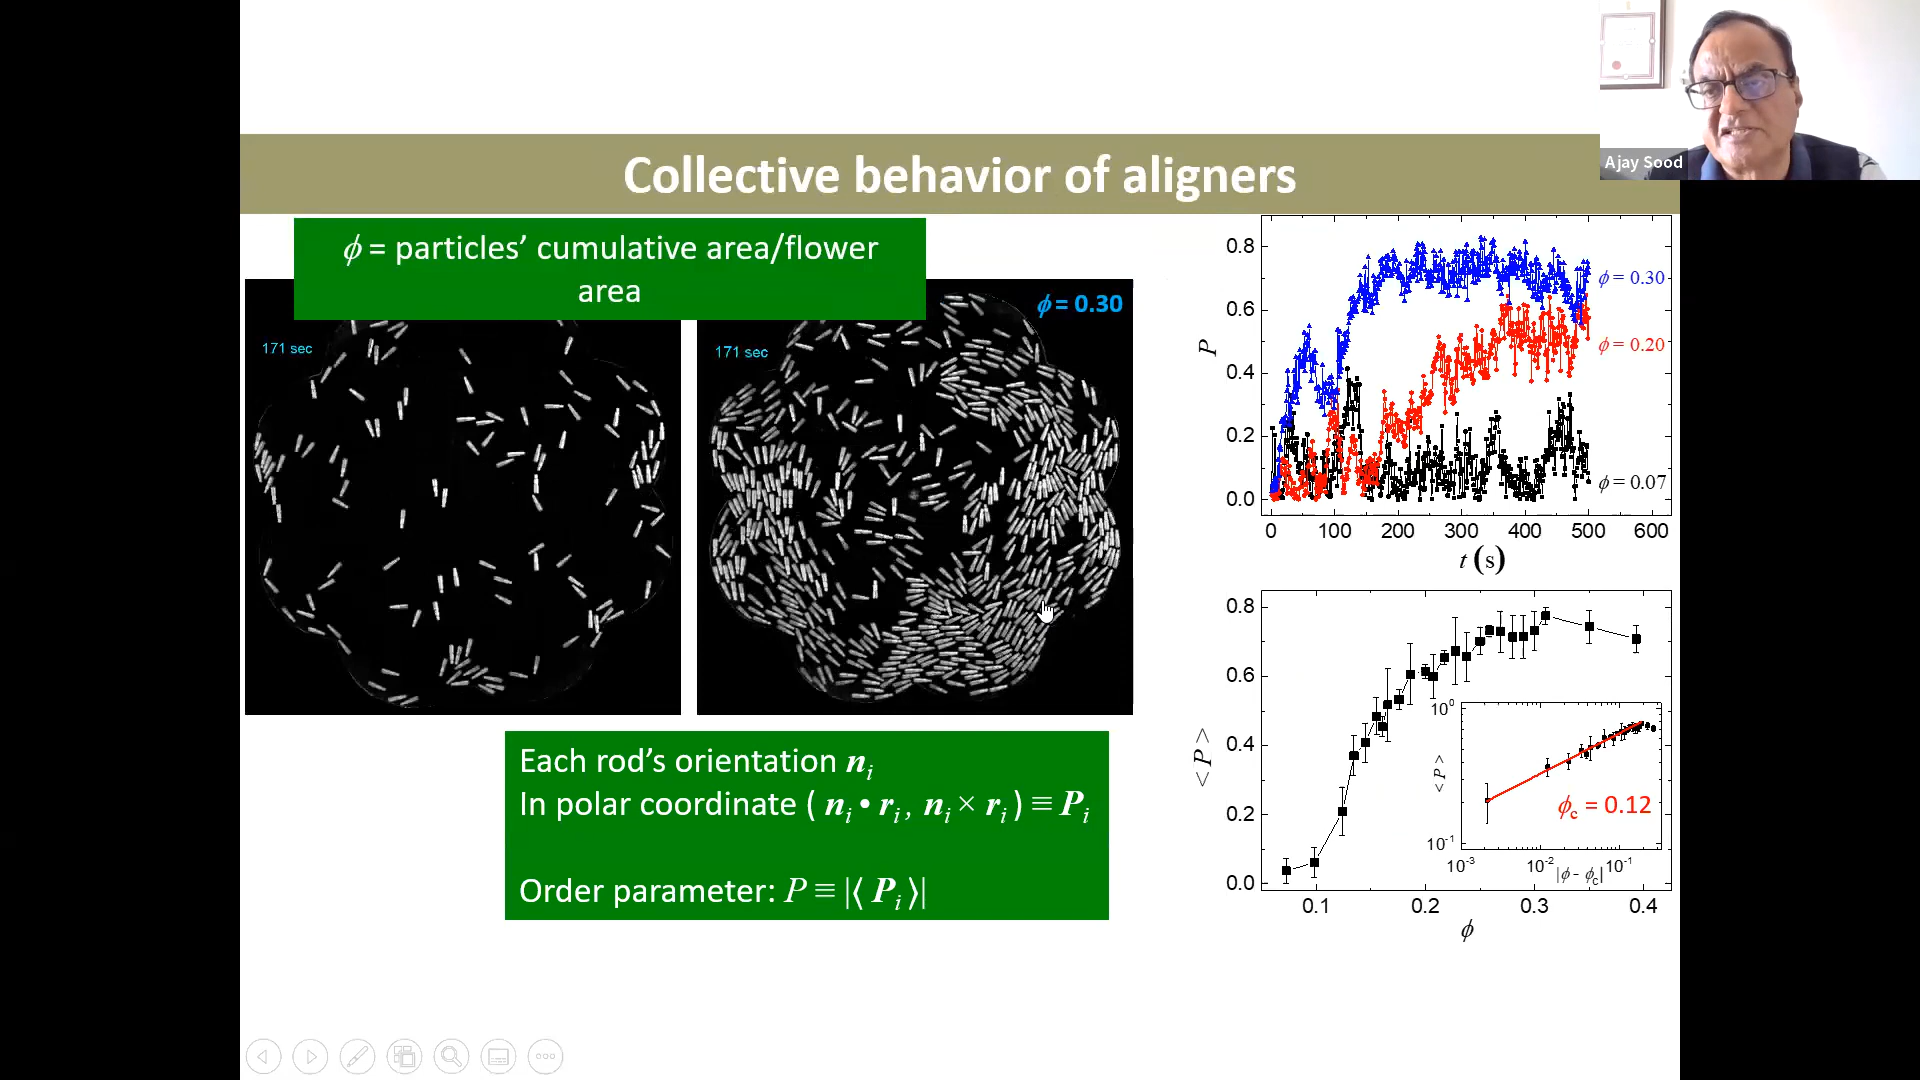 Ajay Sood
Collective behavior of aligners
ϕ = particles’ cumulative area/flower
area
171 sec
171 sec
ϕ = 0.30
Each rod’s orientation nᵢ
In polar coordinate ( nᵢ • rᵢ, nᵢ × rᵢ ) ≡ Pᵢ
Order parameter: P ≡ |⟨ Pᵢ ⟩|
P
0.8
0.6
0.4
0.2
0.0
ϕ = 0.30
ϕ = 0.20
ϕ = 0.07
0 100 200 300 400 500 600
t (s)
<P>
0.8
0.6
0.4
0.2
0.0
0.1 0.2 0.3 0.4
ϕ
<P>
10⁰
10⁻¹
ϕc = 0.12
10⁻³ 10⁻² 10⁻¹
|ϕ - ϕc|